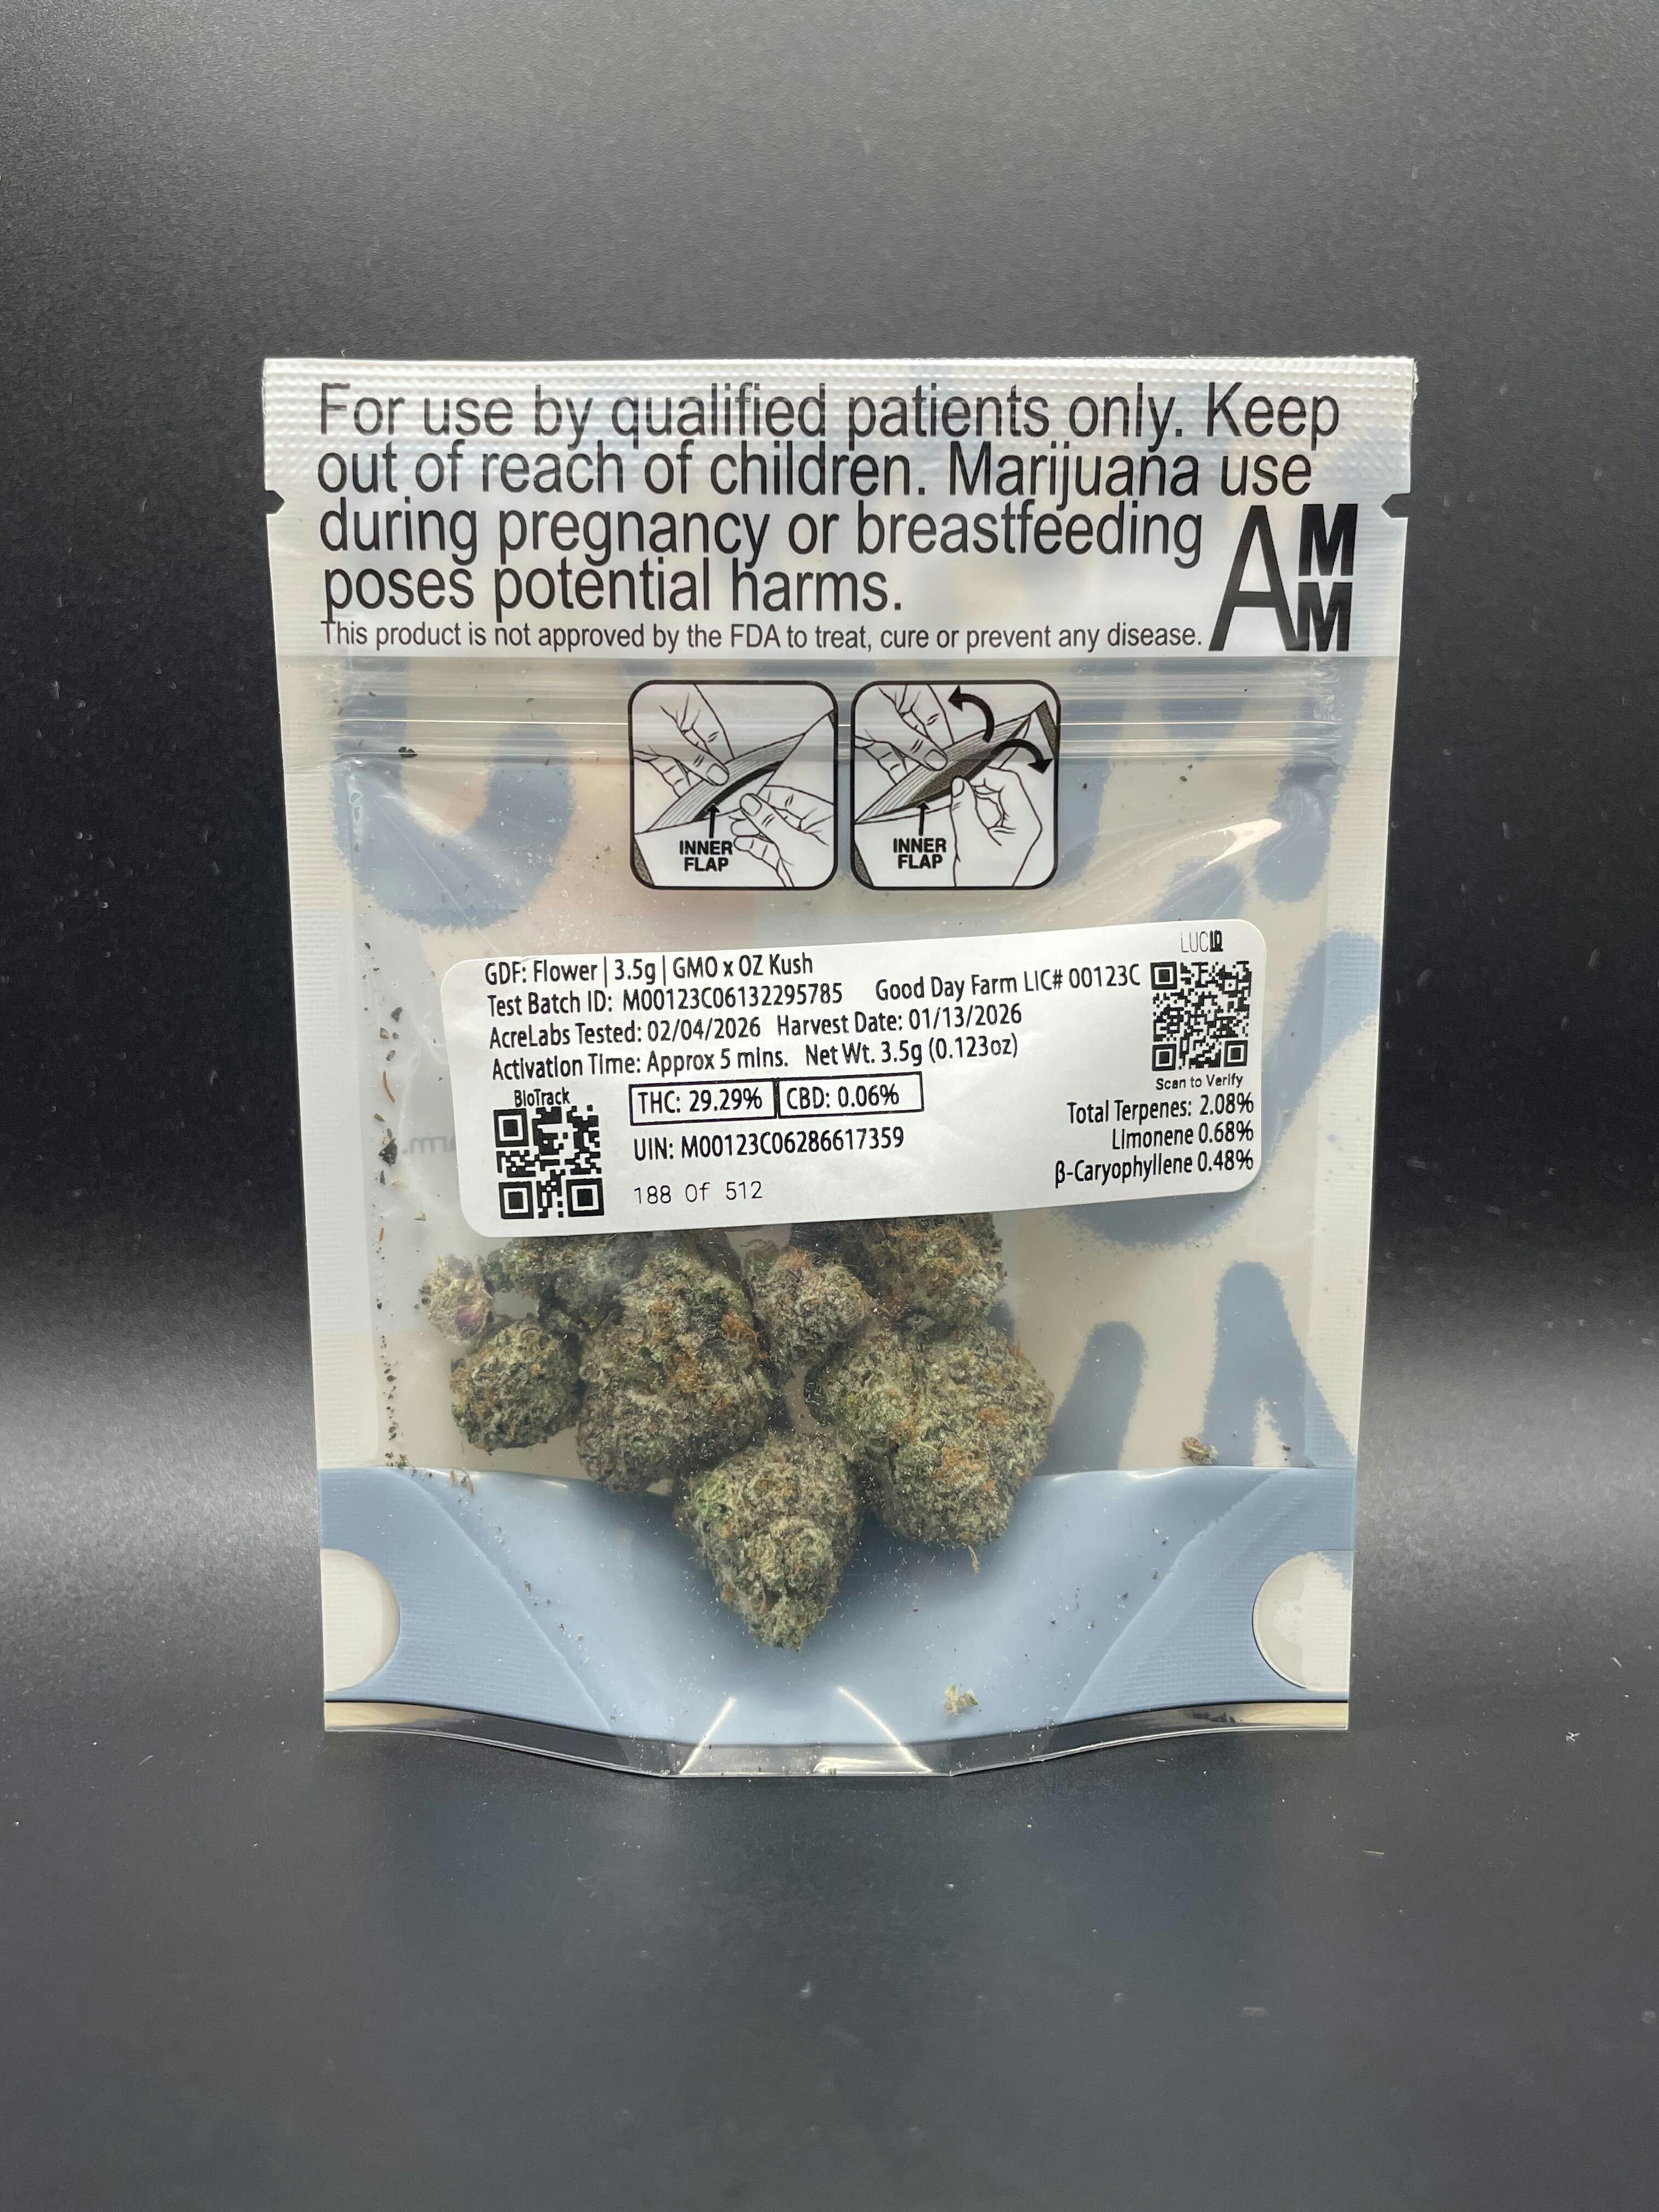 For use by qualified patients only. Keep
out of reach of children. Marijuana use
during pregnancy or breastfeeding
poses potential harms.
This product is not approved by the FDA to treat, cure or prevent any disease.
AMM
INNER
FLAP
INNER
FLAP
LUCID
GDF: Flower | 3.5g | GMO x OZ Kush
Test Batch ID: M00123C06132295785 Good Day Farm LIC# 00123C
AcreLabs Tested: 02/04/2026 Harvest Date: 01/13/2026
Activation Time: Approx 5 mins. Net Wt. 3.5g (0.123oz)
Scan to Verify
BioTrack
THC: 29.29% CBD: 0.06%
UIN: M00123C06286617359
188 Of 512
Total Terpenes: 2.08%
Limonene 0.68%
β-Caryophyllene 0.48%